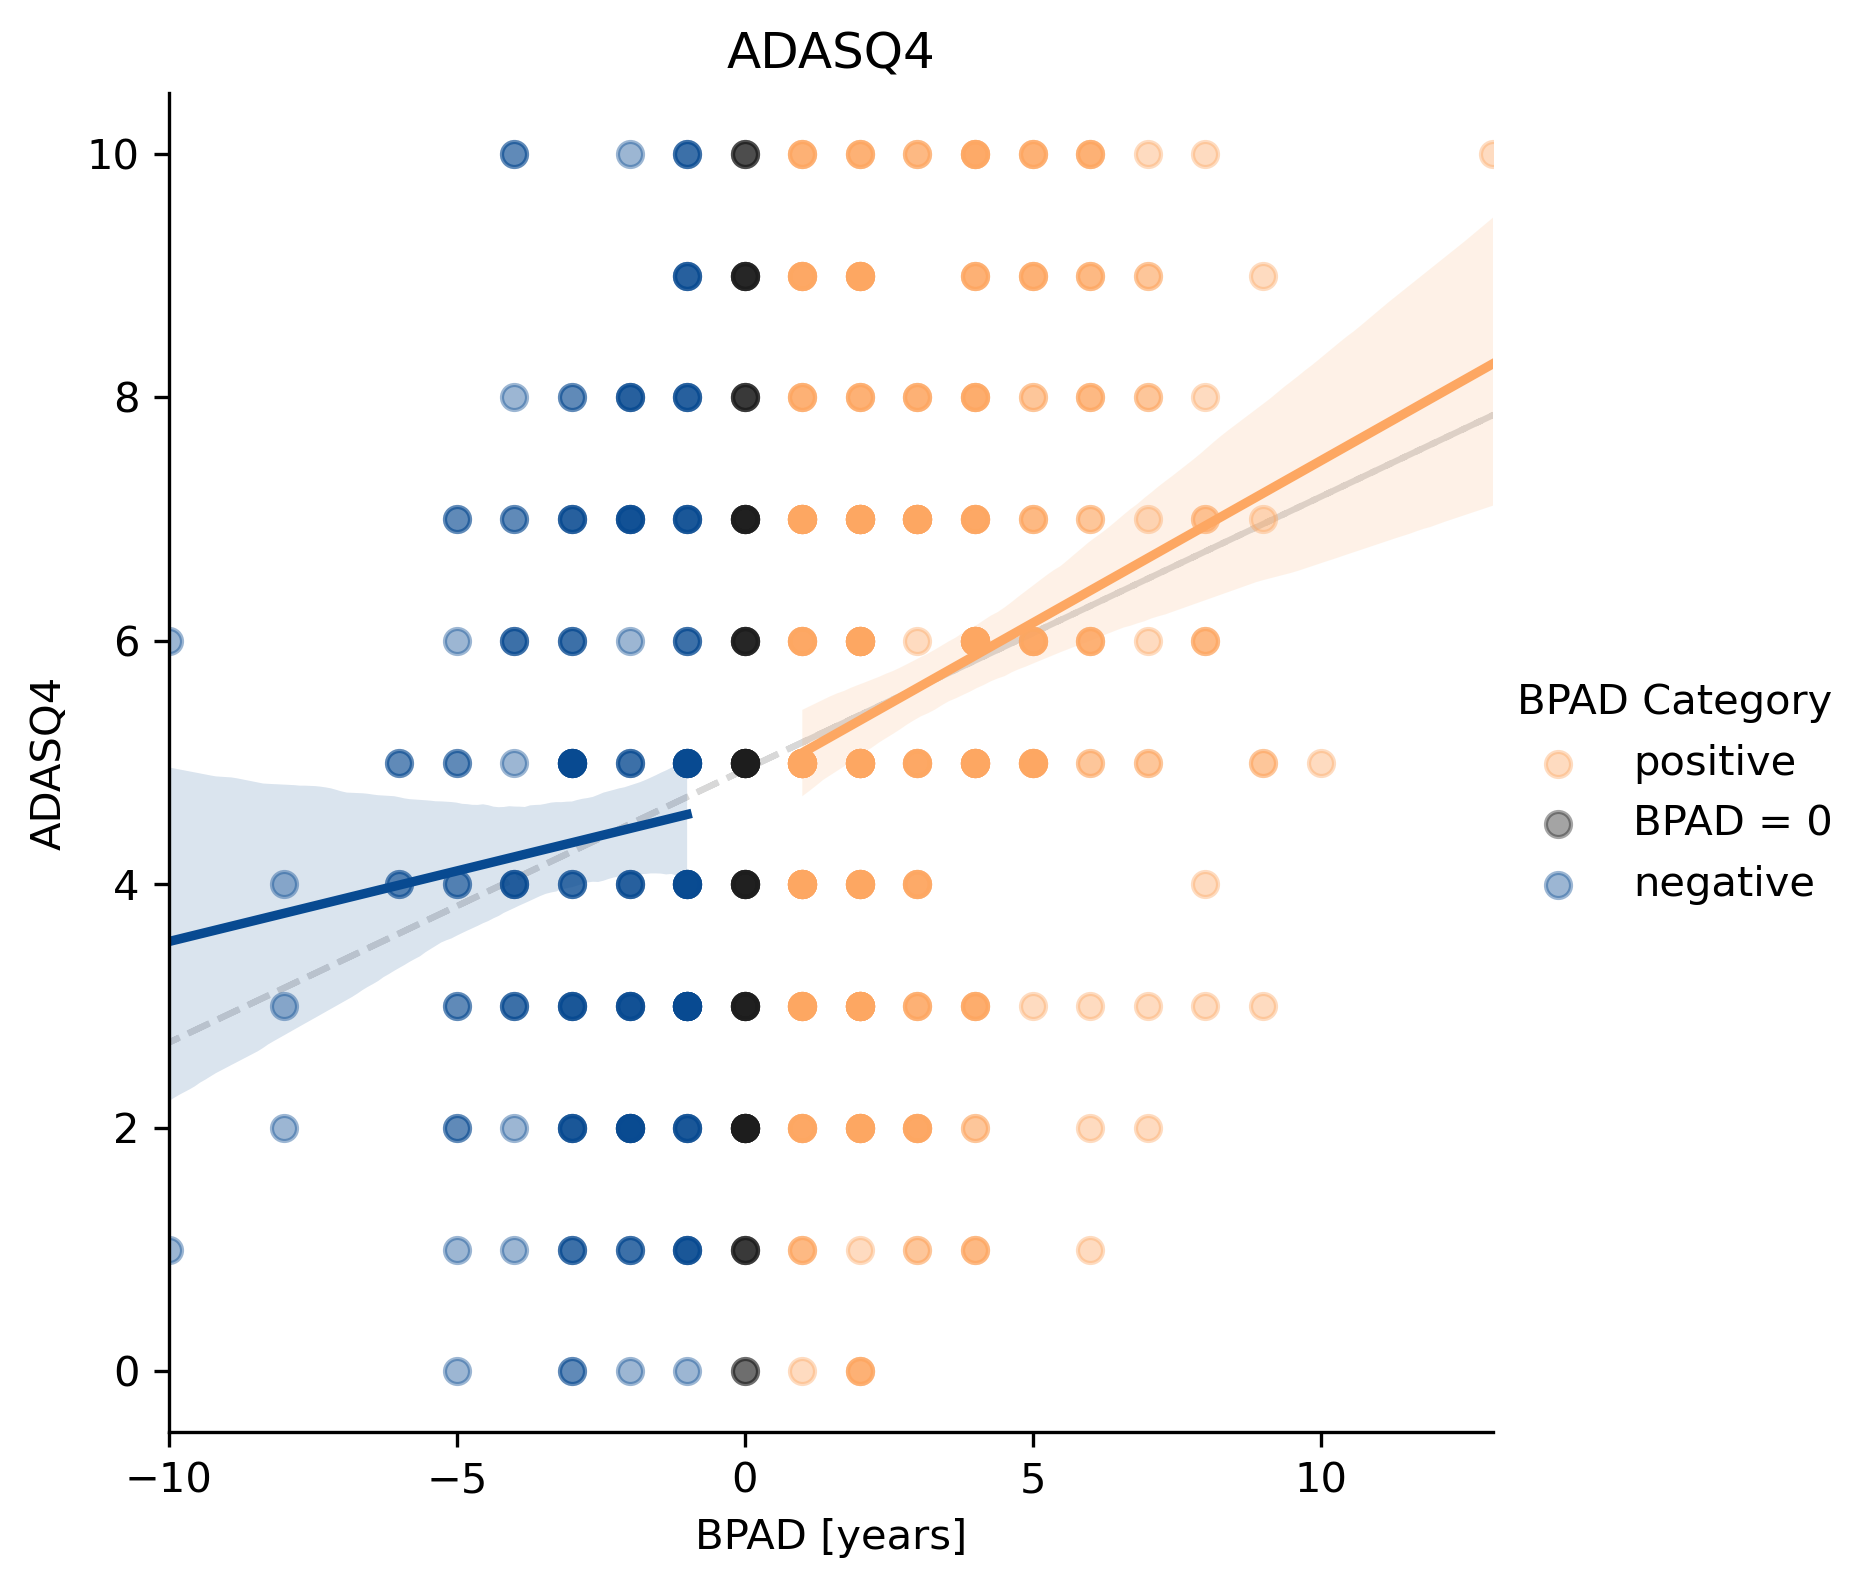 ADASQ4
10
8
6
4
2
0
ADASQ4
−10
−5
0
5
10
BPAD [years]
BPAD Category
positive
BPAD = 0
negative